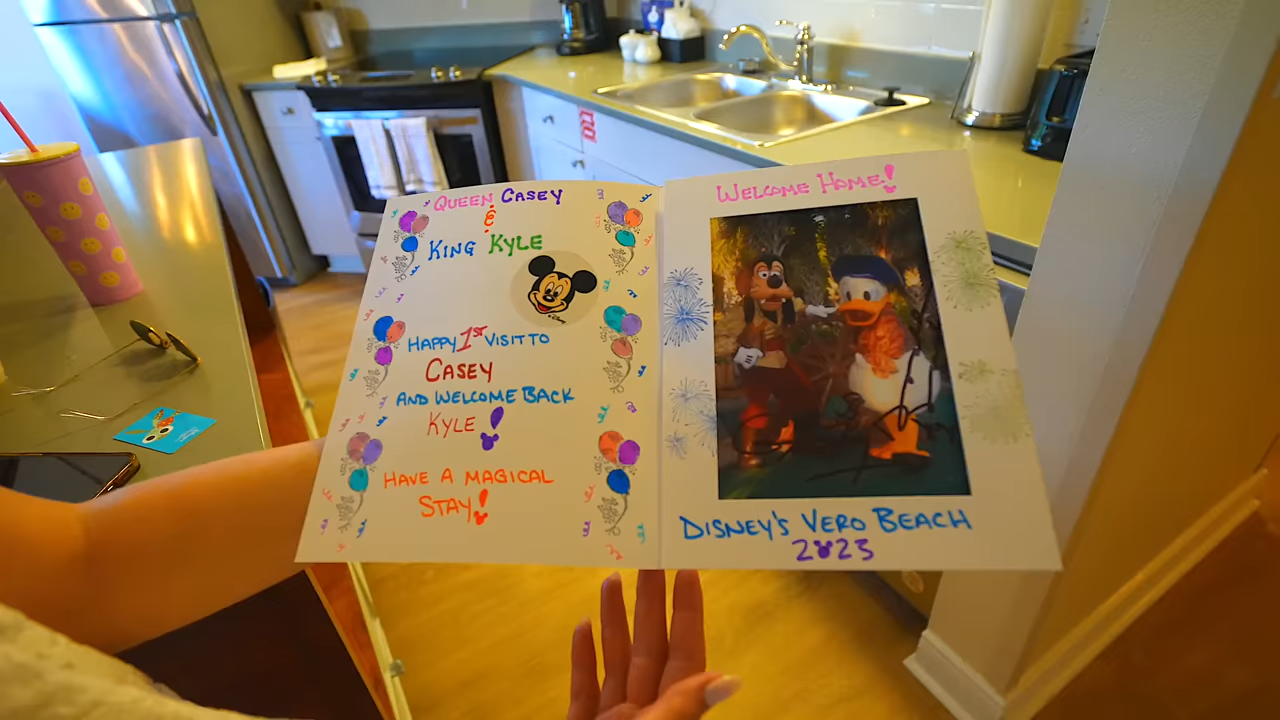 QUEEN CASEY
&
KING KYLE
HAPPY 1ST VISIT TO
CASEY
AND WELCOME BACK
KYLE!
HAVE A MAGICAL
STAY!
WELCOME HOME!
DISNEY'S VERO BEACH
2023